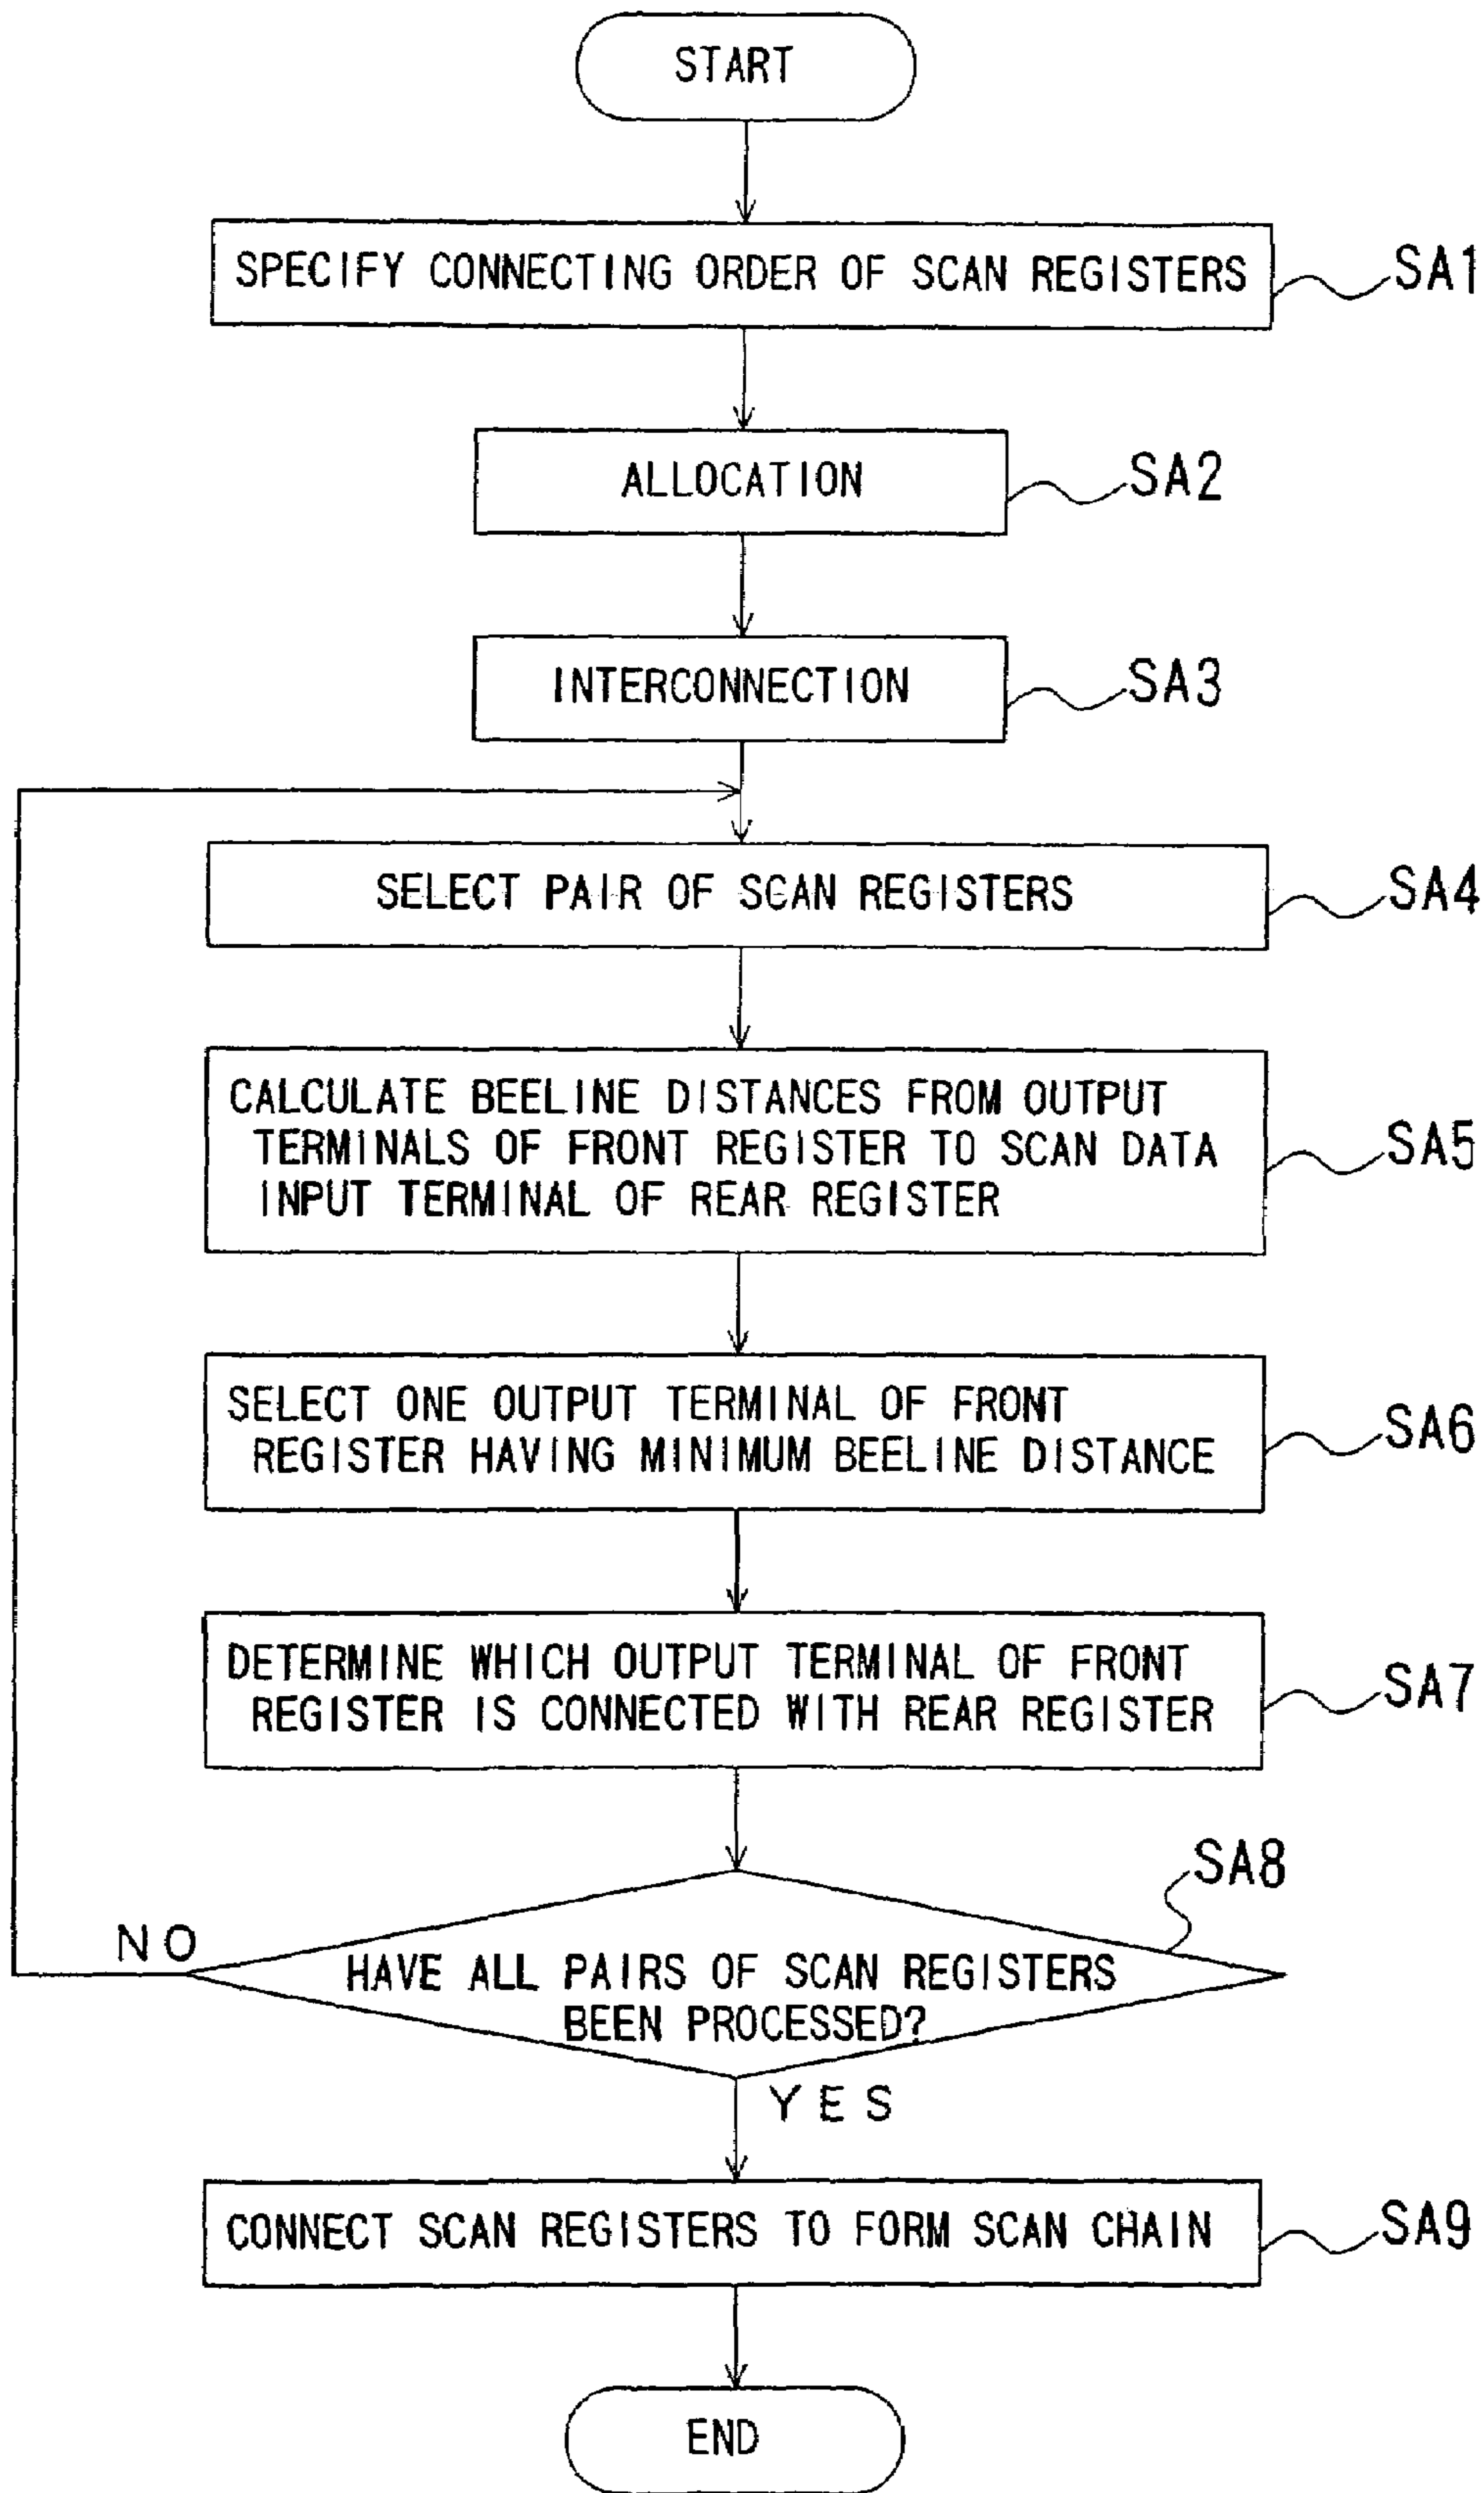 START
SPECIFY CONNECTING ORDER OF SCAN REGISTERS
SA1
ALLOCATION
SA2
INTERCONNECTION
SA3
SELECT PAIR OF SCAN REGISTERS
SA4
CALCULATE BEELINE DISTANCES FROM OUTPUT
TERMINALS OF FRONT REGISTER TO SCAN DATA
INPUT TERMINAL OF REAR REGISTER
SA5
SELECT ONE OUTPUT TERMINAL OF FRONT
REGISTER HAVING MINIMUM BEELINE DISTANCE
SA6
DETERMINE WHICH OUTPUT TERMINAL OF FRONT
REGISTER IS CONNECTED WITH REAR REGISTER
SA7
SA8
NO
HAVE ALL PAIRS OF SCAN REGISTERS
BEEN PROCESSED?
YES
CONNECT SCAN REGISTERS TO FORM SCAN CHAIN
SA9
END